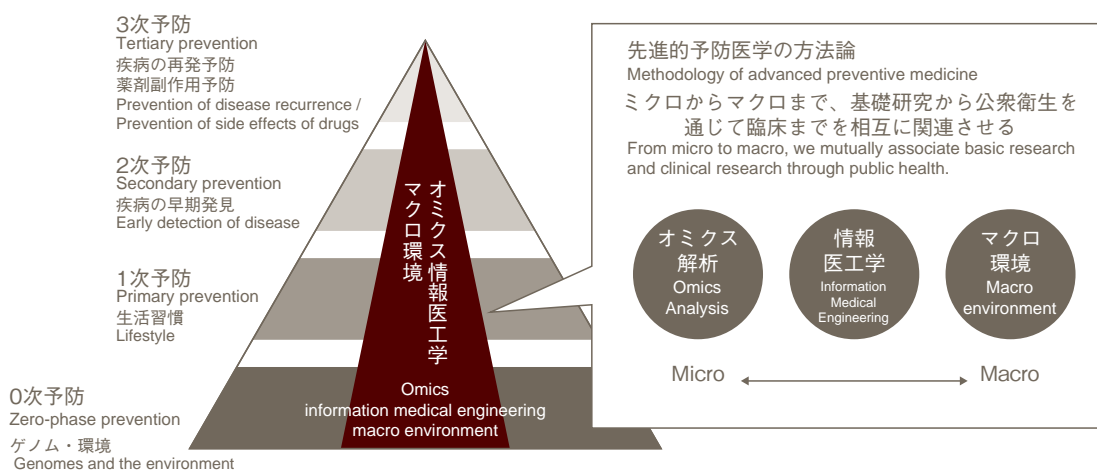 3次予防
Tertiary prevention
疾病の再発予防
薬剤副作用予防
Prevention of disease recurrence /
Prevention of side effects of drugs
2次予防
Secondary prevention
疾病の早期発見
Early detection of disease
1次予防
Primary prevention
生活習慣
Lifestyle
0次予防
Zero-phase prevention
ゲノム・環境
Genomes and the environment
オミクス情報医工学
マクロ環境
Omics
information medical engineering
macro environment
先進的予防医学の方法論
Methodology of advanced preventive medicine
ミクロからマクロまで、基礎研究から公衆衛生を
通じて臨床までを相互に関連させる
From micro to macro, we mutually associate basic research
and clinical research through public health.
オミクス
解析
Omics
Analysis
情報
医工学
Information
Medical
Engineering
マクロ
環境
Macro
environment
Micro
Macro